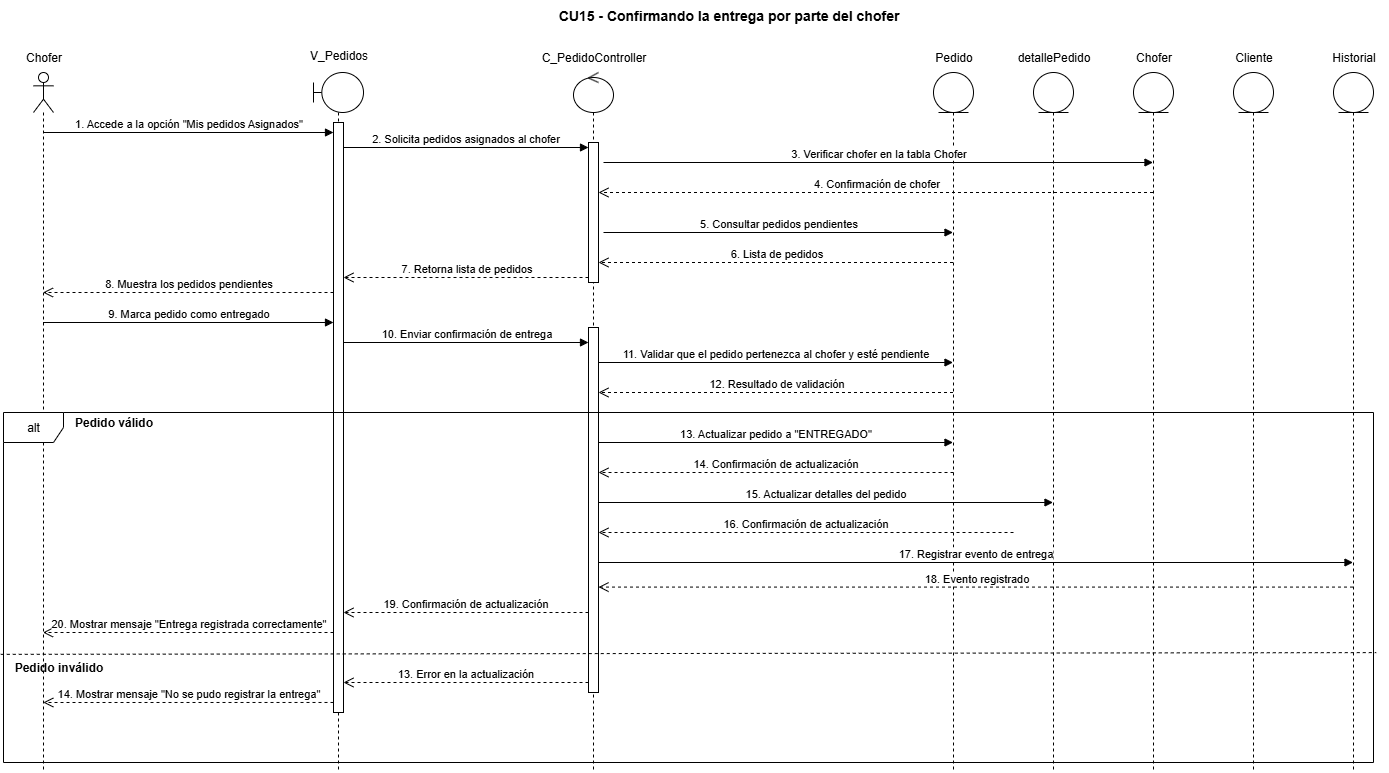 CU15 - Confirmando la entrega por parte del chofer
Chofer
V_Pedidos
C_PedidoController
Pedido
detallePedido
Chofer
Cliente
Historial
1. Accede a la opción "Mis pedidos Asignados"
2. Solicita pedidos asignados al chofer
3. Verificar chofer en la tabla Chofer
4. Confirmación de chofer
5. Consultar pedidos pendientes
6. Lista de pedidos
7. Retorna lista de pedidos
8. Muestra los pedidos pendientes
9. Marca pedido como entregado
10. Enviar confirmación de entrega
11. Validar que el pedido pertenezca al chofer y esté pendiente
12. Resultado de validación
alt
Pedido válido
13. Actualizar pedido a "ENTREGADO"
14. Confirmación de actualización
15. Actualizar detalles del pedido
16. Confirmación de actualización
17. Registrar evento de entrega
18. Evento registrado
19. Confirmación de actualización
20. Mostrar mensaje "Entrega registrada correctamente"
Pedido inválido
13. Error en la actualización
14. Mostrar mensaje "No se pudo registrar la entrega"